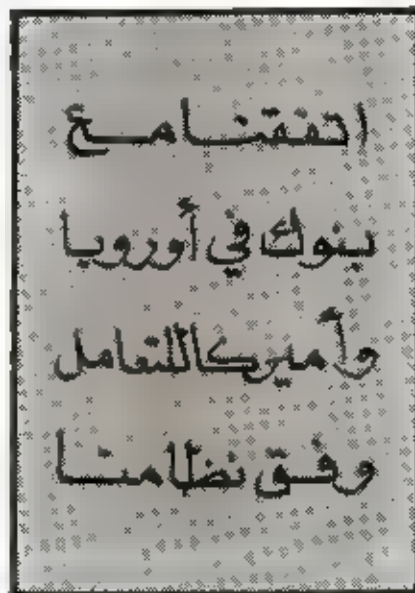 اتفقنا مع
بنوك في أوروبا
وأميركا للتعامل
وفق نظامنا